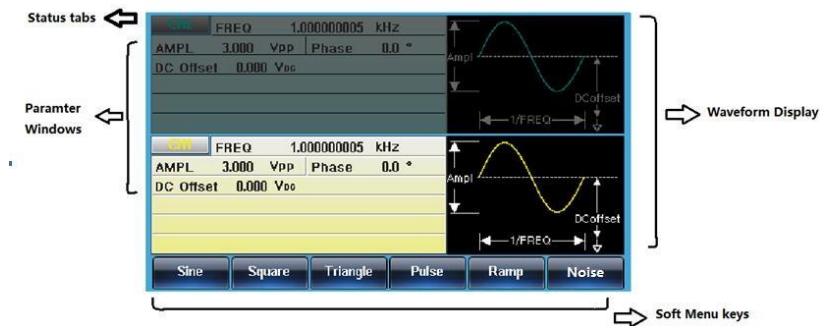 Status tabs
FREQ 1.000000005 kHz
AMPL 3.000 Vpp Phase 0.0 °
DC Offset 0.000 VDC
Ampl
DCoffset
1/FREQ
Paramter
Windows
Waveform Display
CH1
FREQ 1.000000005 kHz
AMPL 3.000 Vpp Phase 0.0 °
DC Offset 0.000 VDC
Ampl
DCoffset
1/FREQ
Sine Square Triangle Pulse Ramp Noise
Soft Menu keys